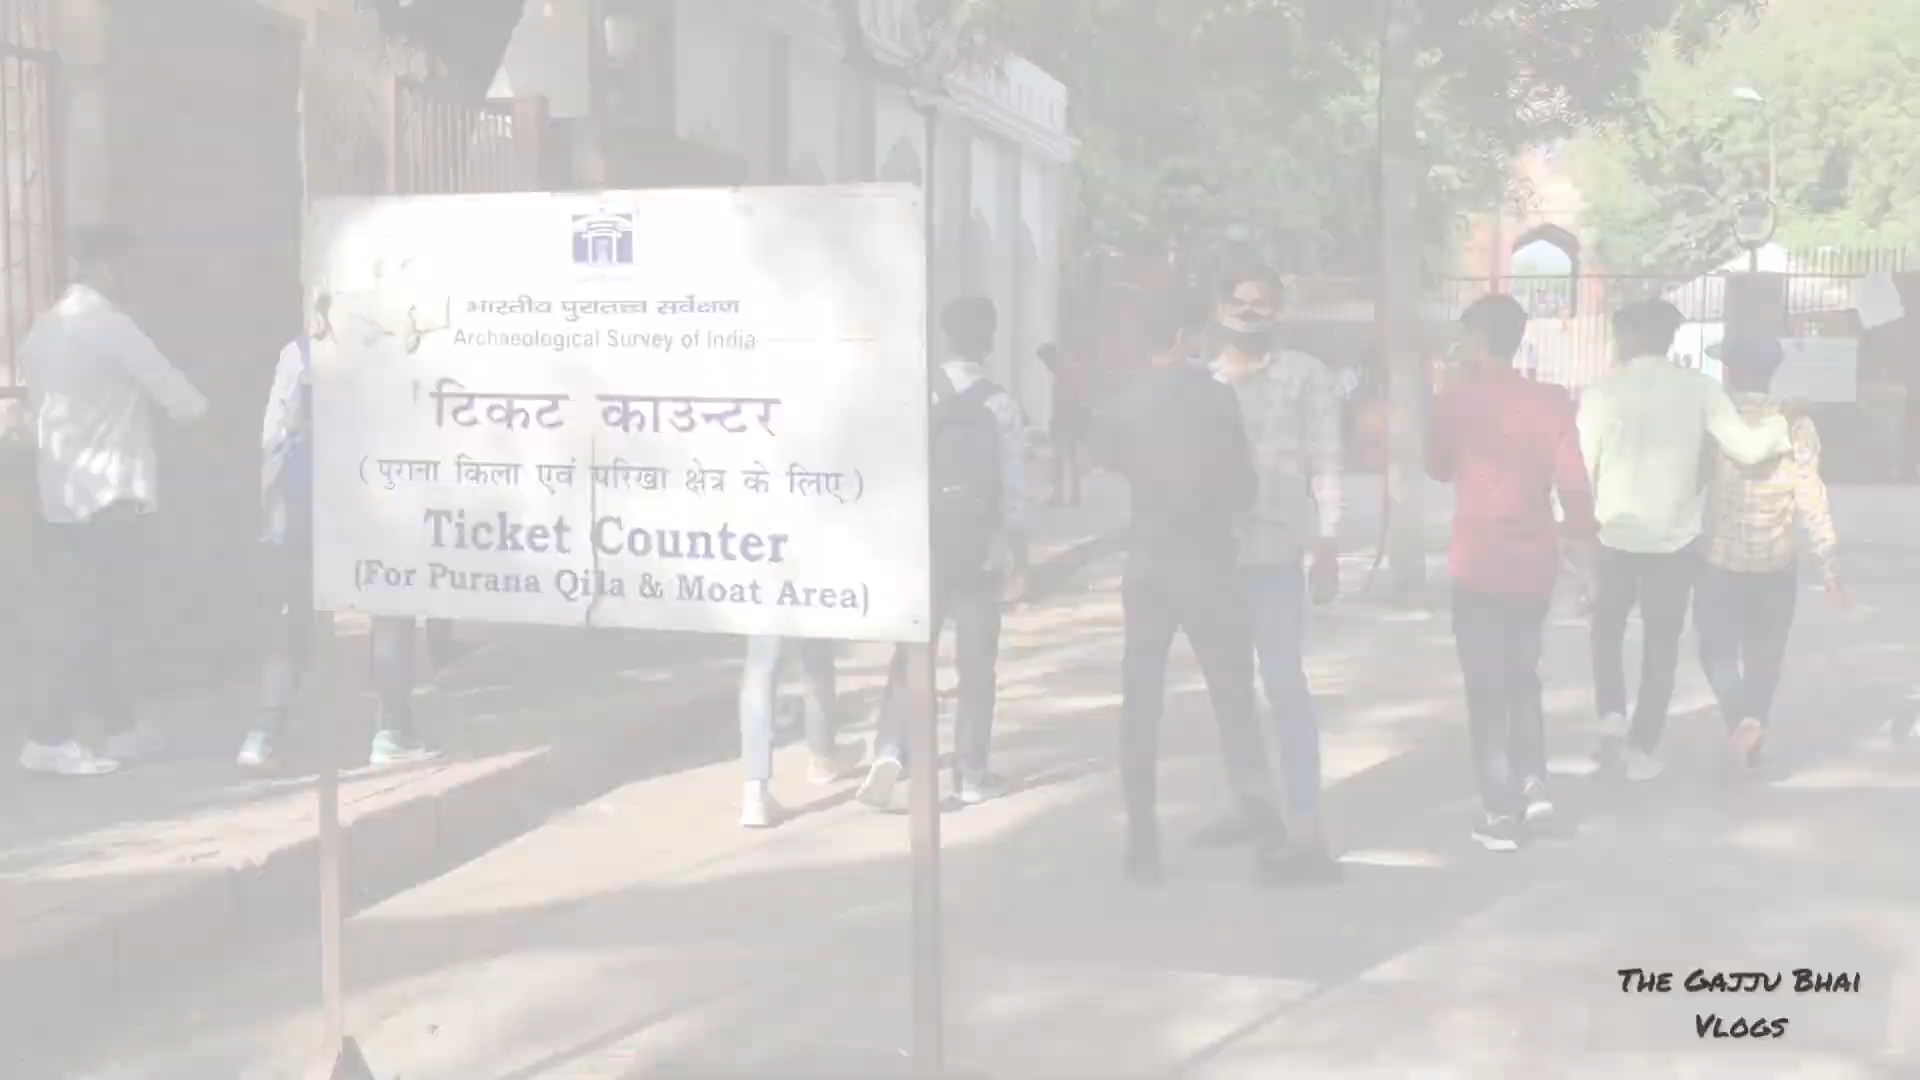 भारतीय पुरातत्त्व सर्वेक्षण
Archaeological Survey of India
टिकट काउन्टर
(पुराना किला एवं परिखा क्षेत्र के लिए)
Ticket Counter
(For Purana Qila & Moat Area)
The Gajju Bhai
Vlogs